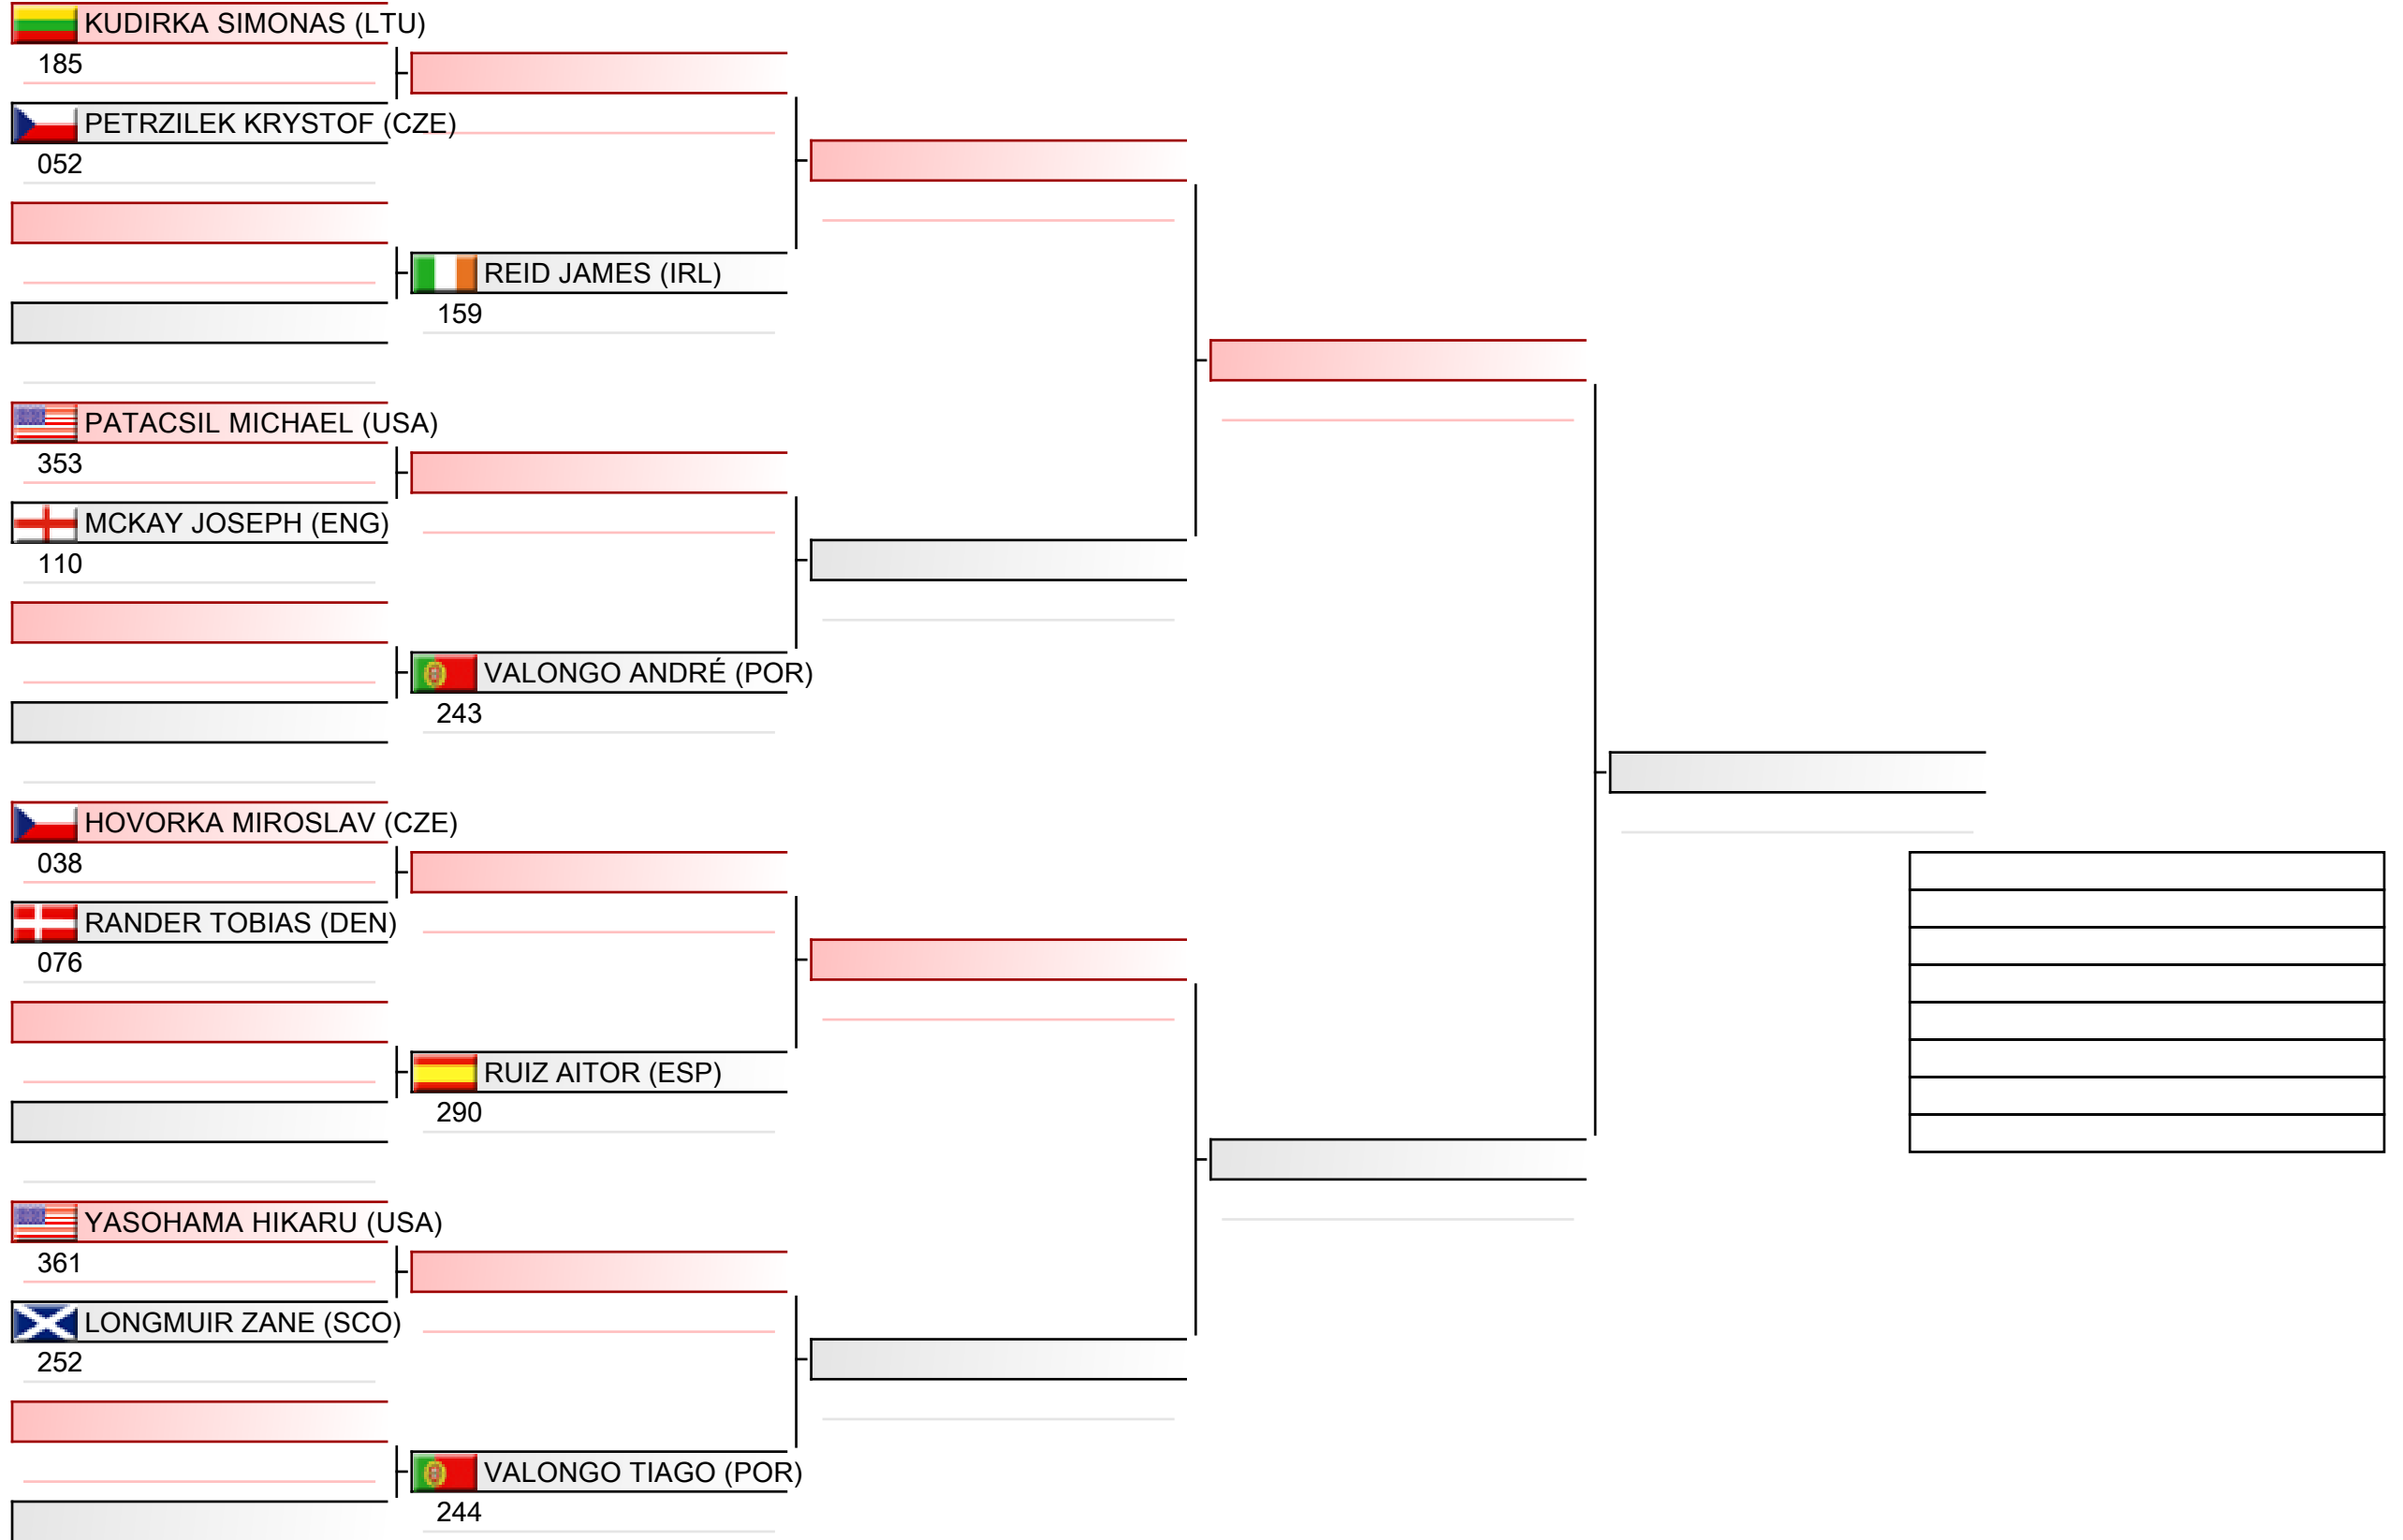 KUDIRKA SIMONAS (LTU)
185
PETRZILEK KRYSTOF (CZE)
052
REID JAMES (IRL)
159
PATACSIL MICHAEL (USA)
353
MCKAY JOSEPH (ENG)
110
VALONGO ANDRÉ (POR)
243
HOVORKA MIROSLAV (CZE)
038
RANDER TOBIAS (DEN)
076
RUIZ AITOR (ESP)
290
YASOHAMA HIKARU (USA)
361
LONGMUIR ZANE (SCO)
252
VALONGO TIAGO (POR)
244